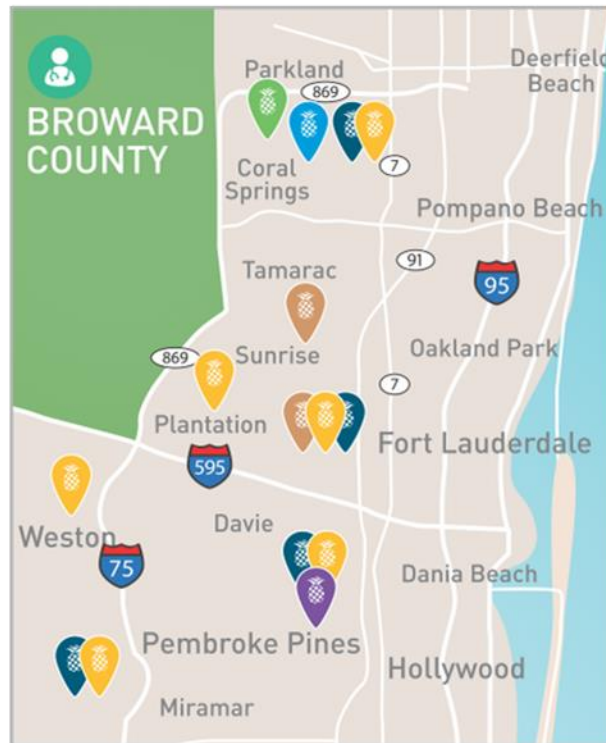 BROWARD
COUNTY
Parkland
869
Deerfield
Beach
Coral
Springs
7
Pompano Beach
91
Tamarac
95
869
Sunrise
Oakland Park
7
Plantation
Fort Lauderdale
595
Weston
Davie
75
Dania Beach
Pembroke Pines
Hollywood
Miramar